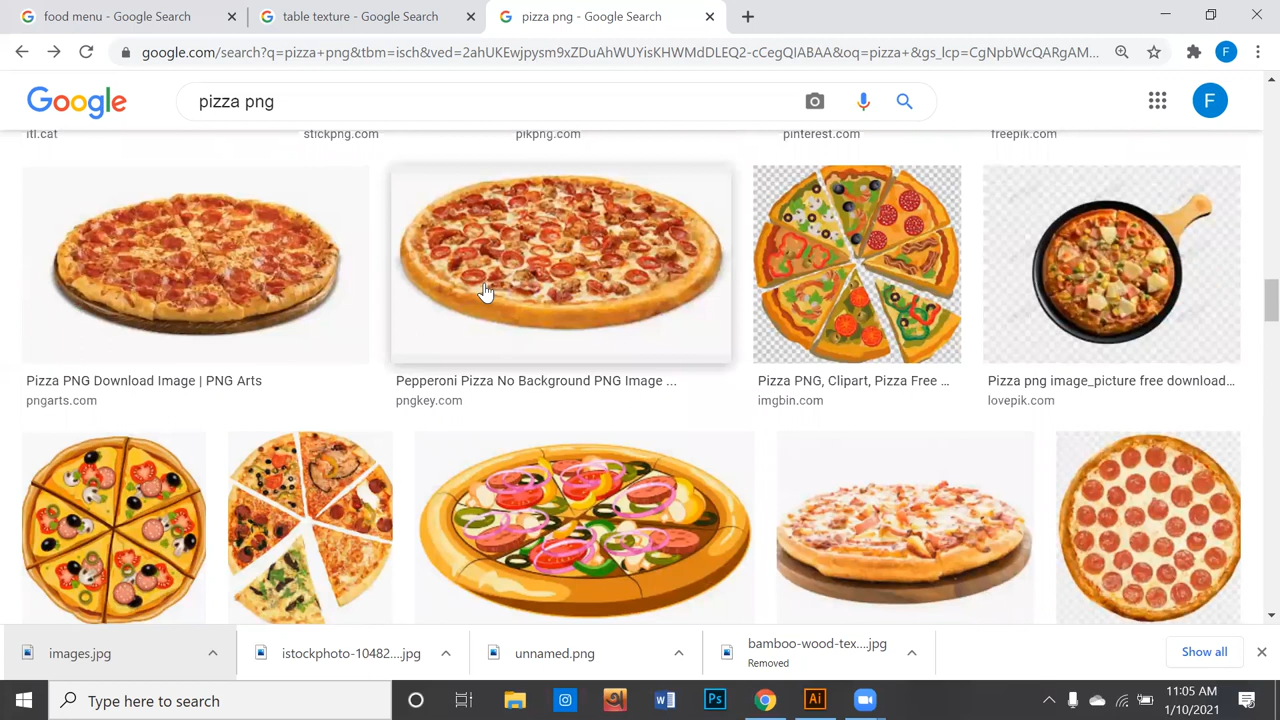 food menu - Google Search
table texture - Google Search
pizza png - Google Search
google.com/search?q=pizza+png&tbm=isch&ved=2ahUKEwjpysm9xZDuAhWUYisKHWMdDLEQ2-cCegQIABAA&oq=pizza+&gs_lcp=CgNpbWcQARgAM...
F
Google
pizza png
F
itl.cat
stickpng.com
pikpng.com
pinterest.com
freepik.com
Pizza PNG Download Image | PNG Arts
pngarts.com
Pepperoni Pizza No Background PNG Image ...
pngkey.com
Pizza PNG, Clipart, Pizza Free ...
imgbin.com
Pizza png image_picture free download...
lovepik.com
images.jpg
istockphoto-10482....jpg
unnamed.png
bamboo-wood-tex....jpg
Removed
Show all
Type here to search
Ps
Ai
11:05 AM
1/10/2021